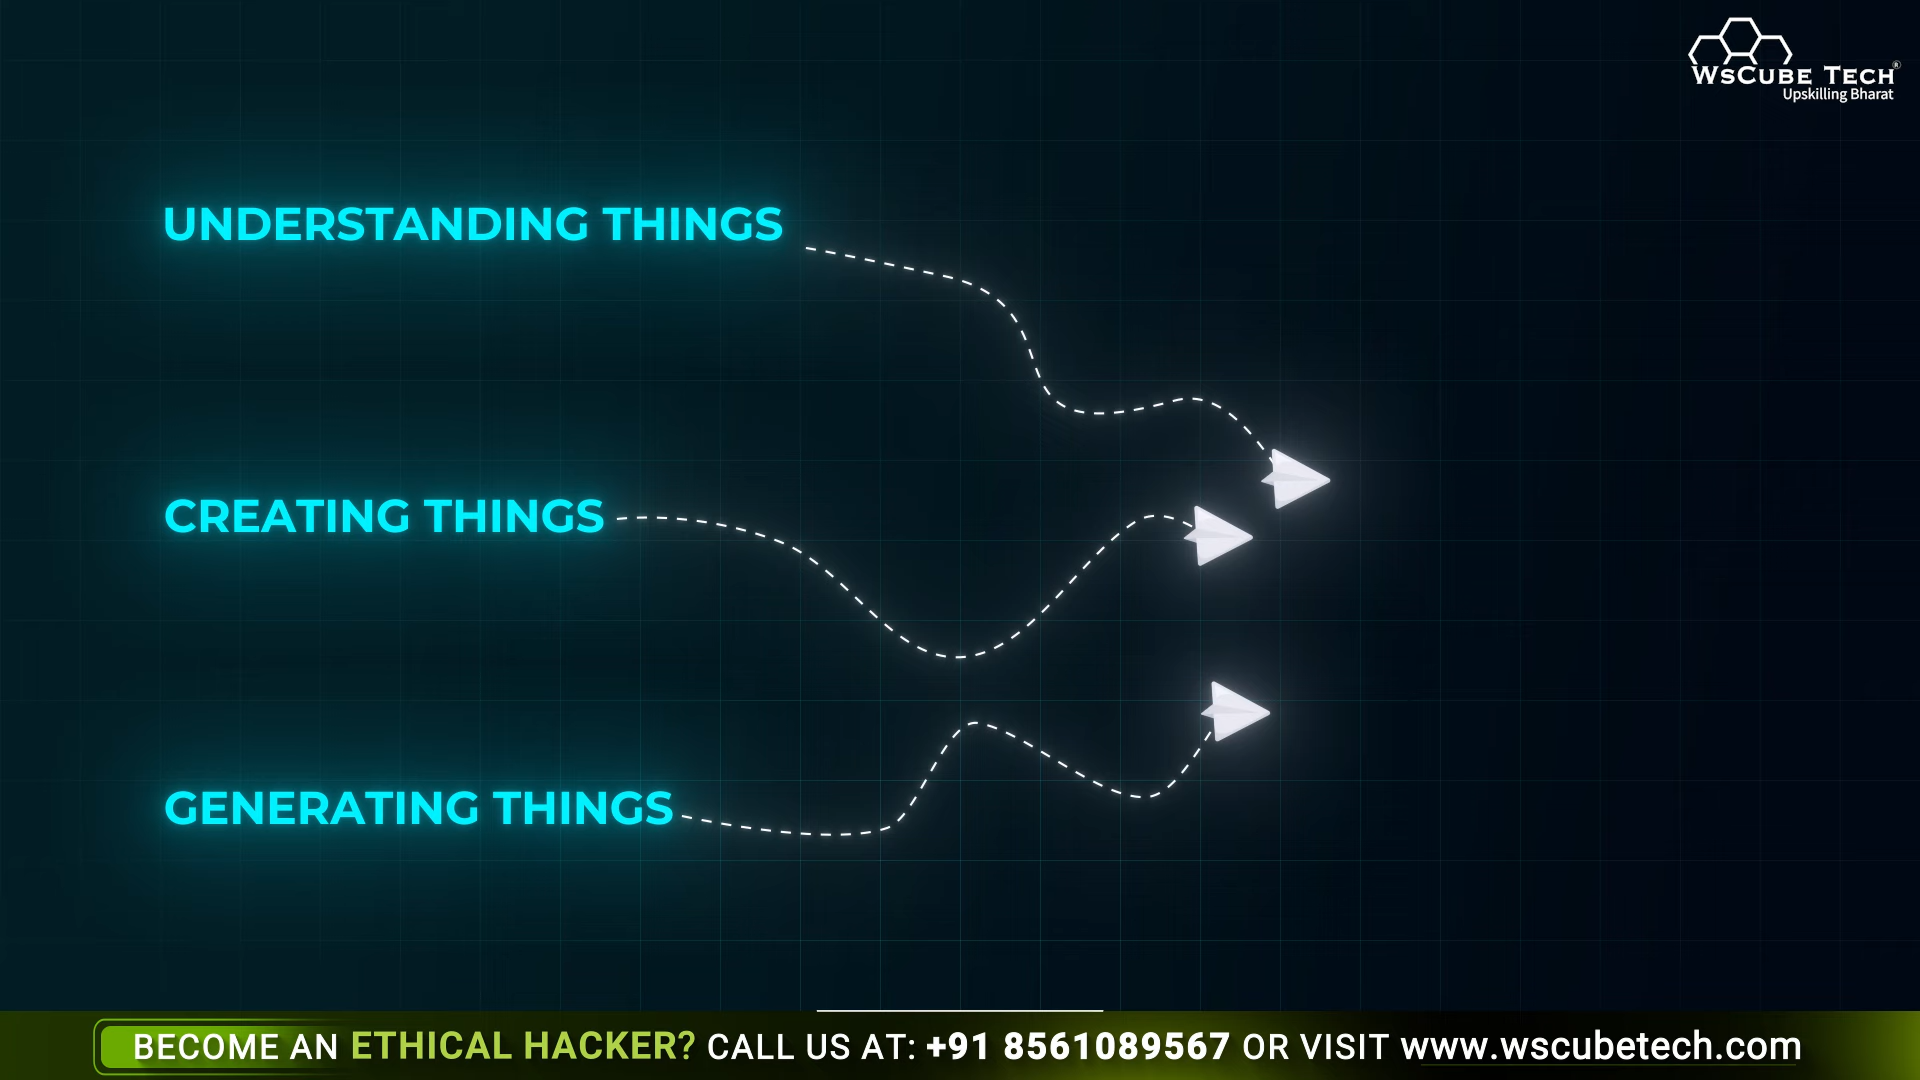 WSCUBE TECH®
Upskilling Bharat
UNDERSTANDING THINGS
CREATING THINGS
GENERATING THINGS
BECOME AN ETHICAL HACKER? CALL US AT: +91 8561089567 OR VISIT www.wscubetech.com